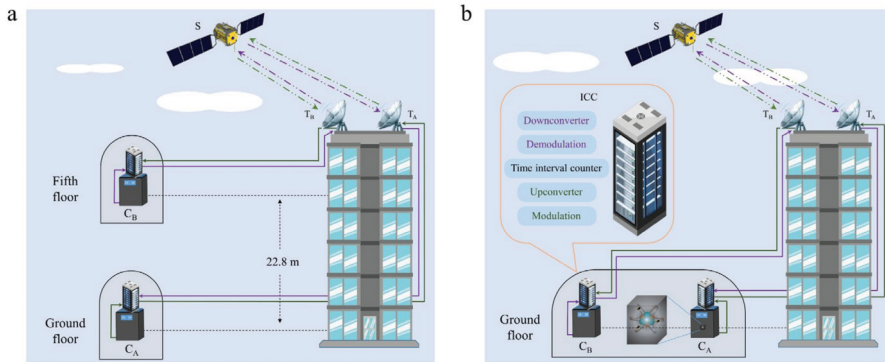 a
S
T_B
T_A
Fifth
floor
C_B
22.8 m
Ground
floor
C_A
b
S
T_B
T_A
ICC
Downconverter
Demodulation
Time interval counter
Upconverter
Modulation
Ground
floor
C_B
C_A